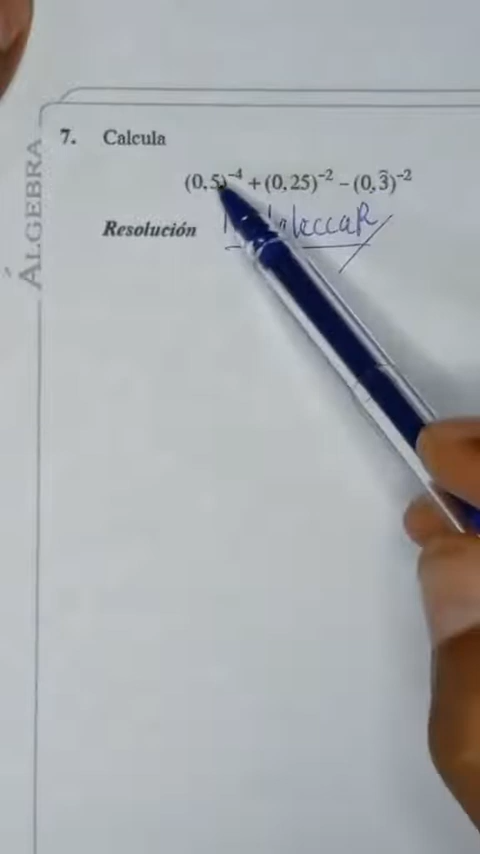 ÁLGEBRA
7. Calcula
(0,5)⁻⁴ + (0,25)⁻² – (0,3̄)⁻²
Resolución